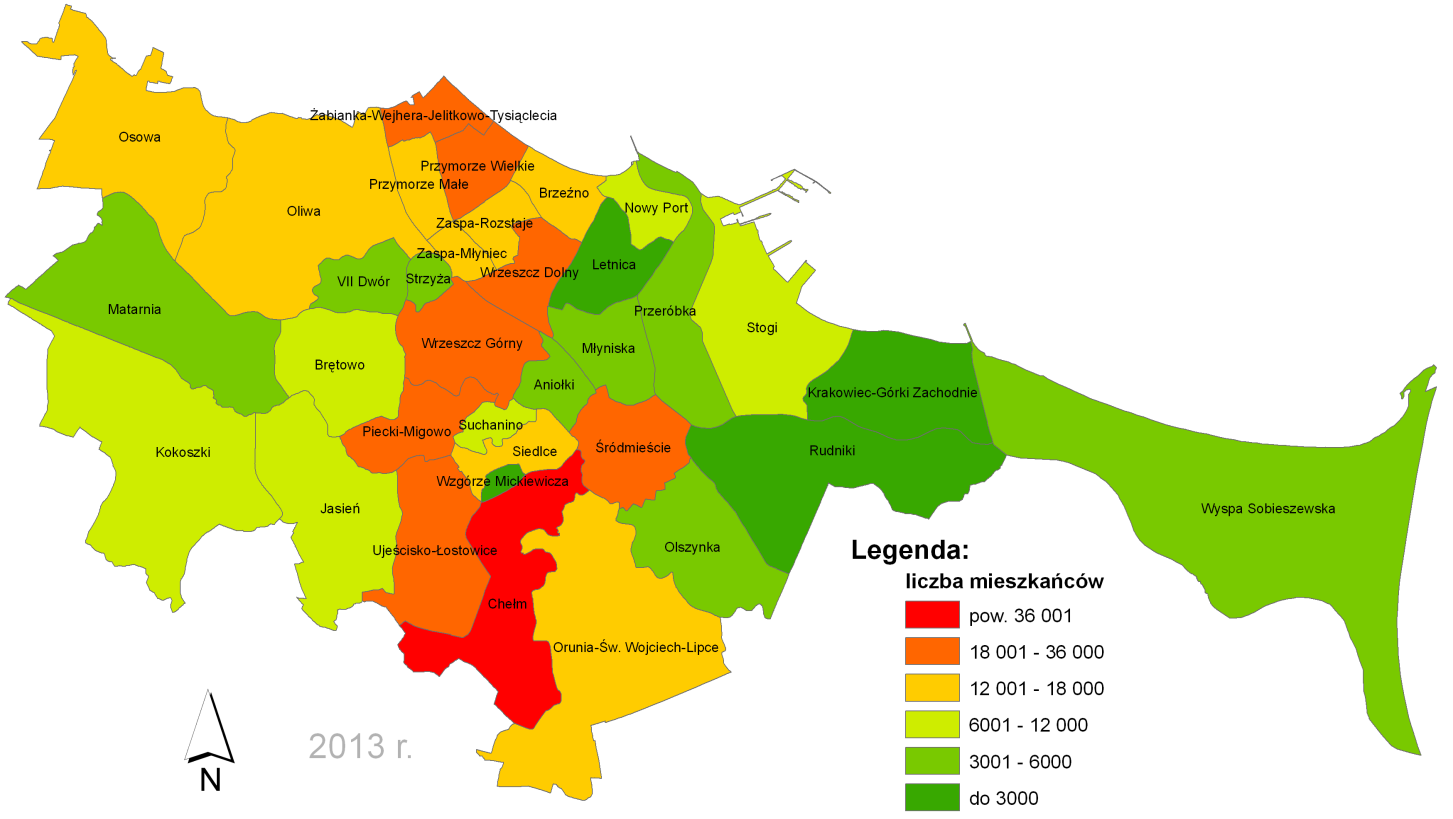 Żabianka-Wejhera-Jelitkowo-Tysiąclecia
Osowa
Przymorze Wielkie
Przymorze Małe
Brzeźno
Oliwa
Nowy Port
Zaspa-Rozstaje
Zaspa-Młyniec
Wrzeszcz Dolny
Letnica
VII Dwór
Strzyża
Matarnia
Przeróbka
Stogi
Wrzeszcz Górny
Młyniska
Brętowo
Aniołki
Krakowiec-Górki Zachodnie
Suchanino
Piecki-Migowo
Śródmieście
Rudniki
Kokoszki
Siedlce
Wzgórze Mickiewicza
Jasień
Wyspa Sobieszewska
Ujeścisko-Łostowice
Olszynka
Chełm
Orunia-Św. Wojciech-Lipce
Legenda:
liczba mieszkańców
pow. 36 001
18 001 - 36 000
12 001 - 18 000
6001 - 12 000
3001 - 6000
do 3000
2013 r.
N